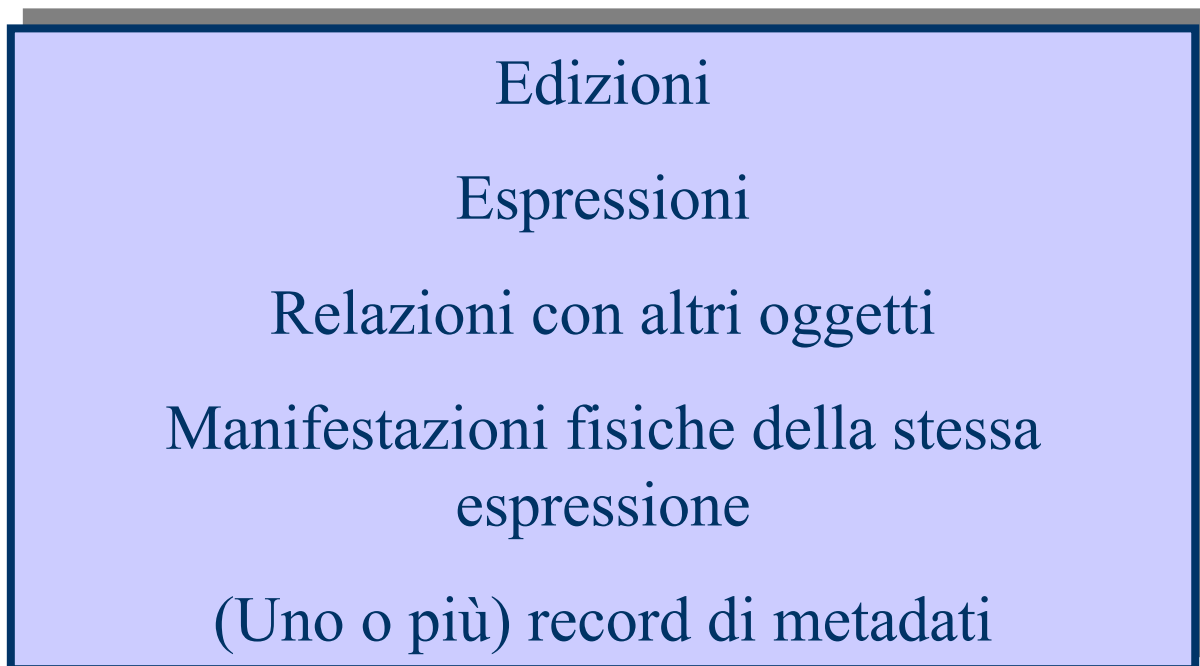 Edizioni
Espressioni
Relazioni con altri oggetti
Manifestazioni fisiche della stessa
espressione
(Uno o più) record di metadati